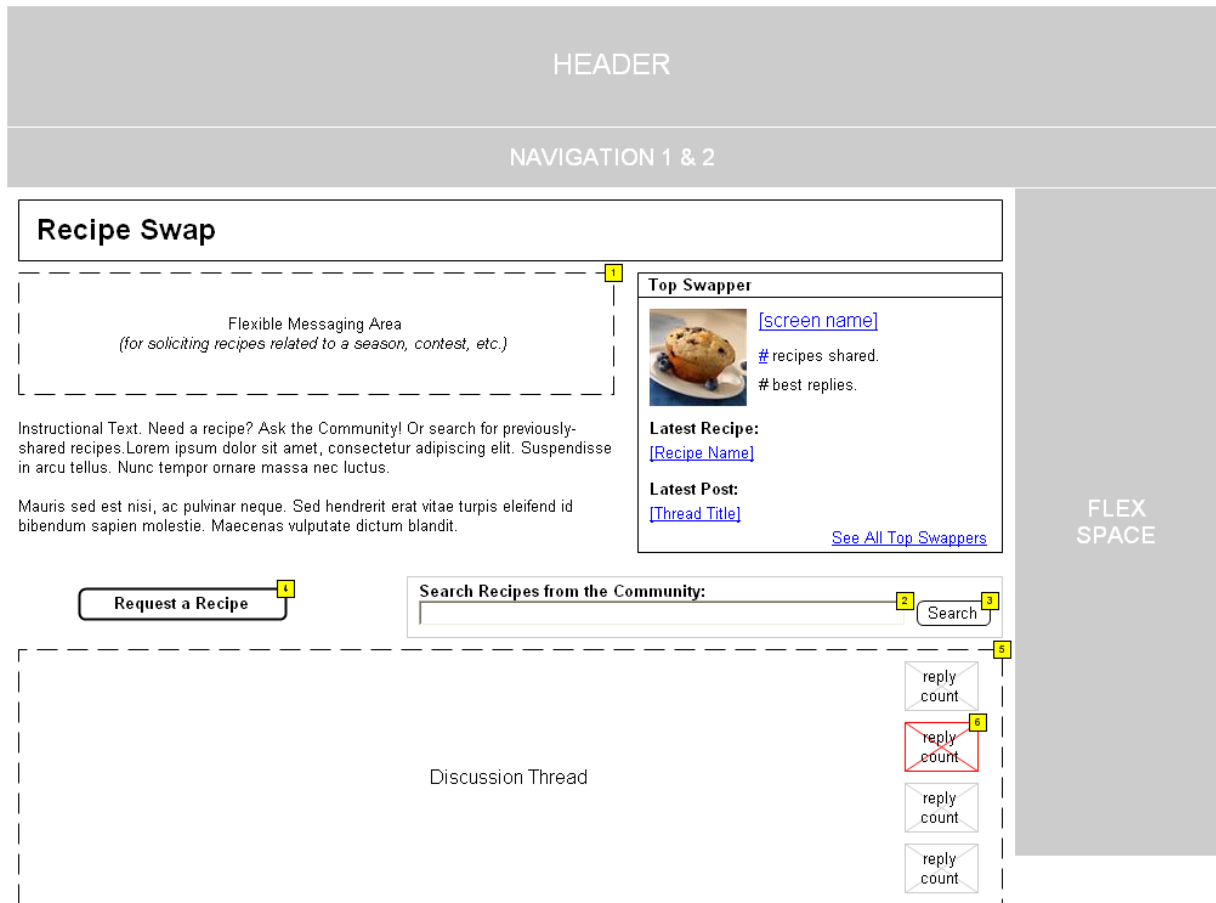 HEADER
NAVIGATION 1 & 2
Recipe Swap
1
Flexible Messaging Area
(for soliciting recipes related to a season, contest, etc.)
Instructional Text. Need a recipe? Ask the Community! Or search for previously-
shared recipes.Lorem ipsum dolor sit amet, consectetur adipiscing elit. Suspendisse
in arcu tellus. Nunc tempor ornare massa nec luctus.
Mauris sed est nisi, ac pulvinar neque. Sed hendrerit erat vitae turpis eleifend id
bibendum sapien molestie. Maecenas vulputate dictum blandit.
Top Swapper
[screen name]
# recipes shared.
# best replies.
Latest Recipe:
[Recipe Name]
Latest Post:
[Thread Title]
See All Top Swappers
FLEX
SPACE
Request a Recipe
4
Search Recipes from the Community:
2
Search
3
5
Discussion Thread
reply
count
6
reply
count
reply
count
reply
count